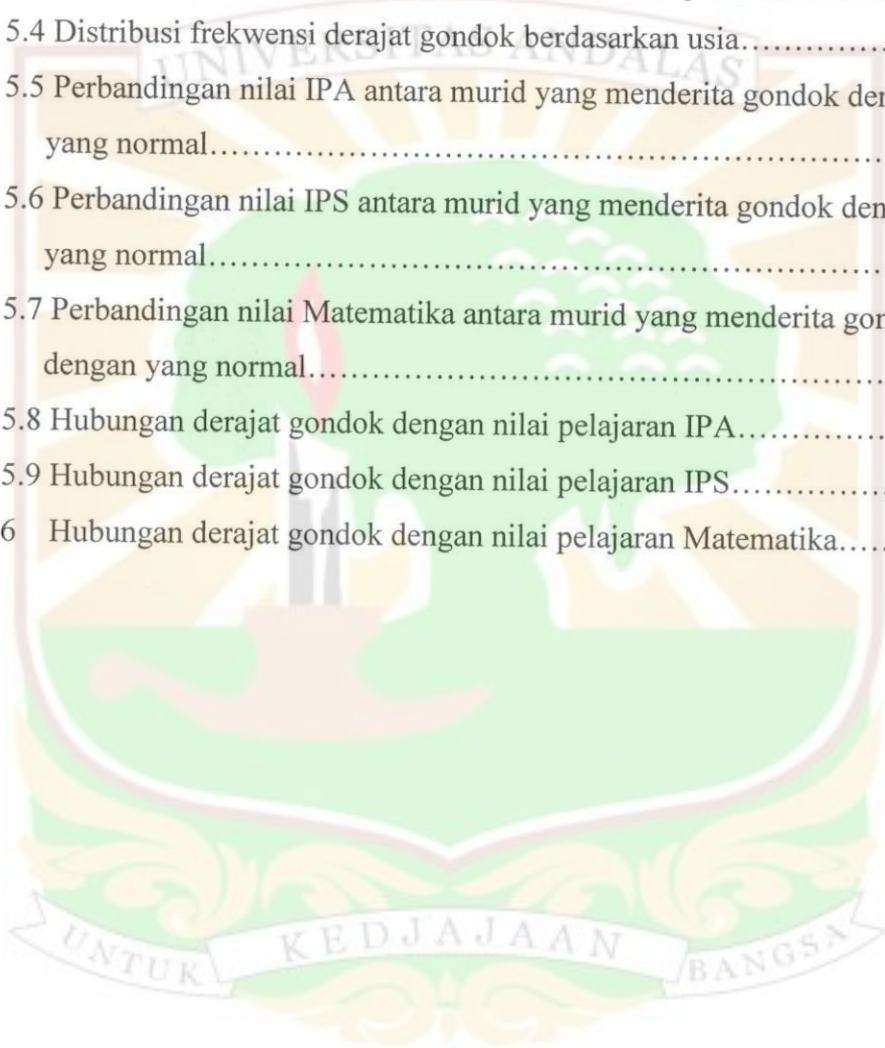 5.4 Distribusi frekwensi derajat gondok berdasarkan usia................
UNIVERSITAS ANDALAS
5.5 Perbandingan nilai IPA antara murid yang menderita gondok
yang normal................................................................
5.6 Perbandingan nilai IPS antara murid yang menderita gondok
yang normal................................................................
5.7 Perbandingan nilai Matematika antara murid yang menderita
dengan yang normal........................................................
5.8 Hubungan derajat gondok dengan nilai pelajaran IPA................
5.9 Hubungan derajat gondok dengan nilai pelajaran IPS................
6 Hubungan derajat gondok dengan nilai pelajaran Matematika.....
UNTUK KEDJAJAAN BANGSA